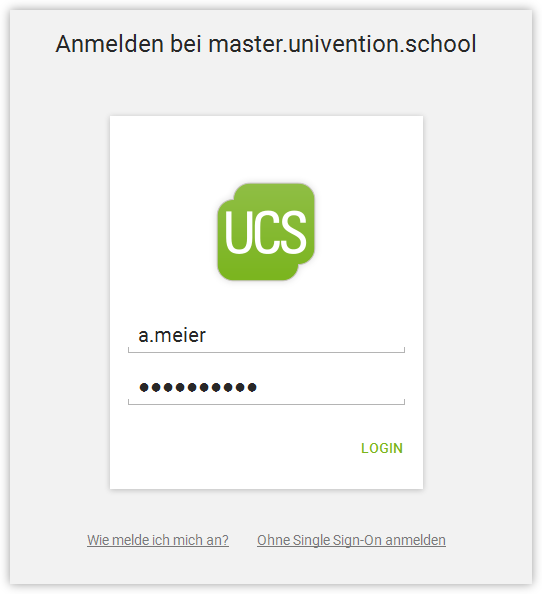 Anmelden bei master.univention.school
UCS
a.meier
●●●●●●●●●●
LOGIN
Wie melde ich mich an? Ohne Single Sign-On anmelden